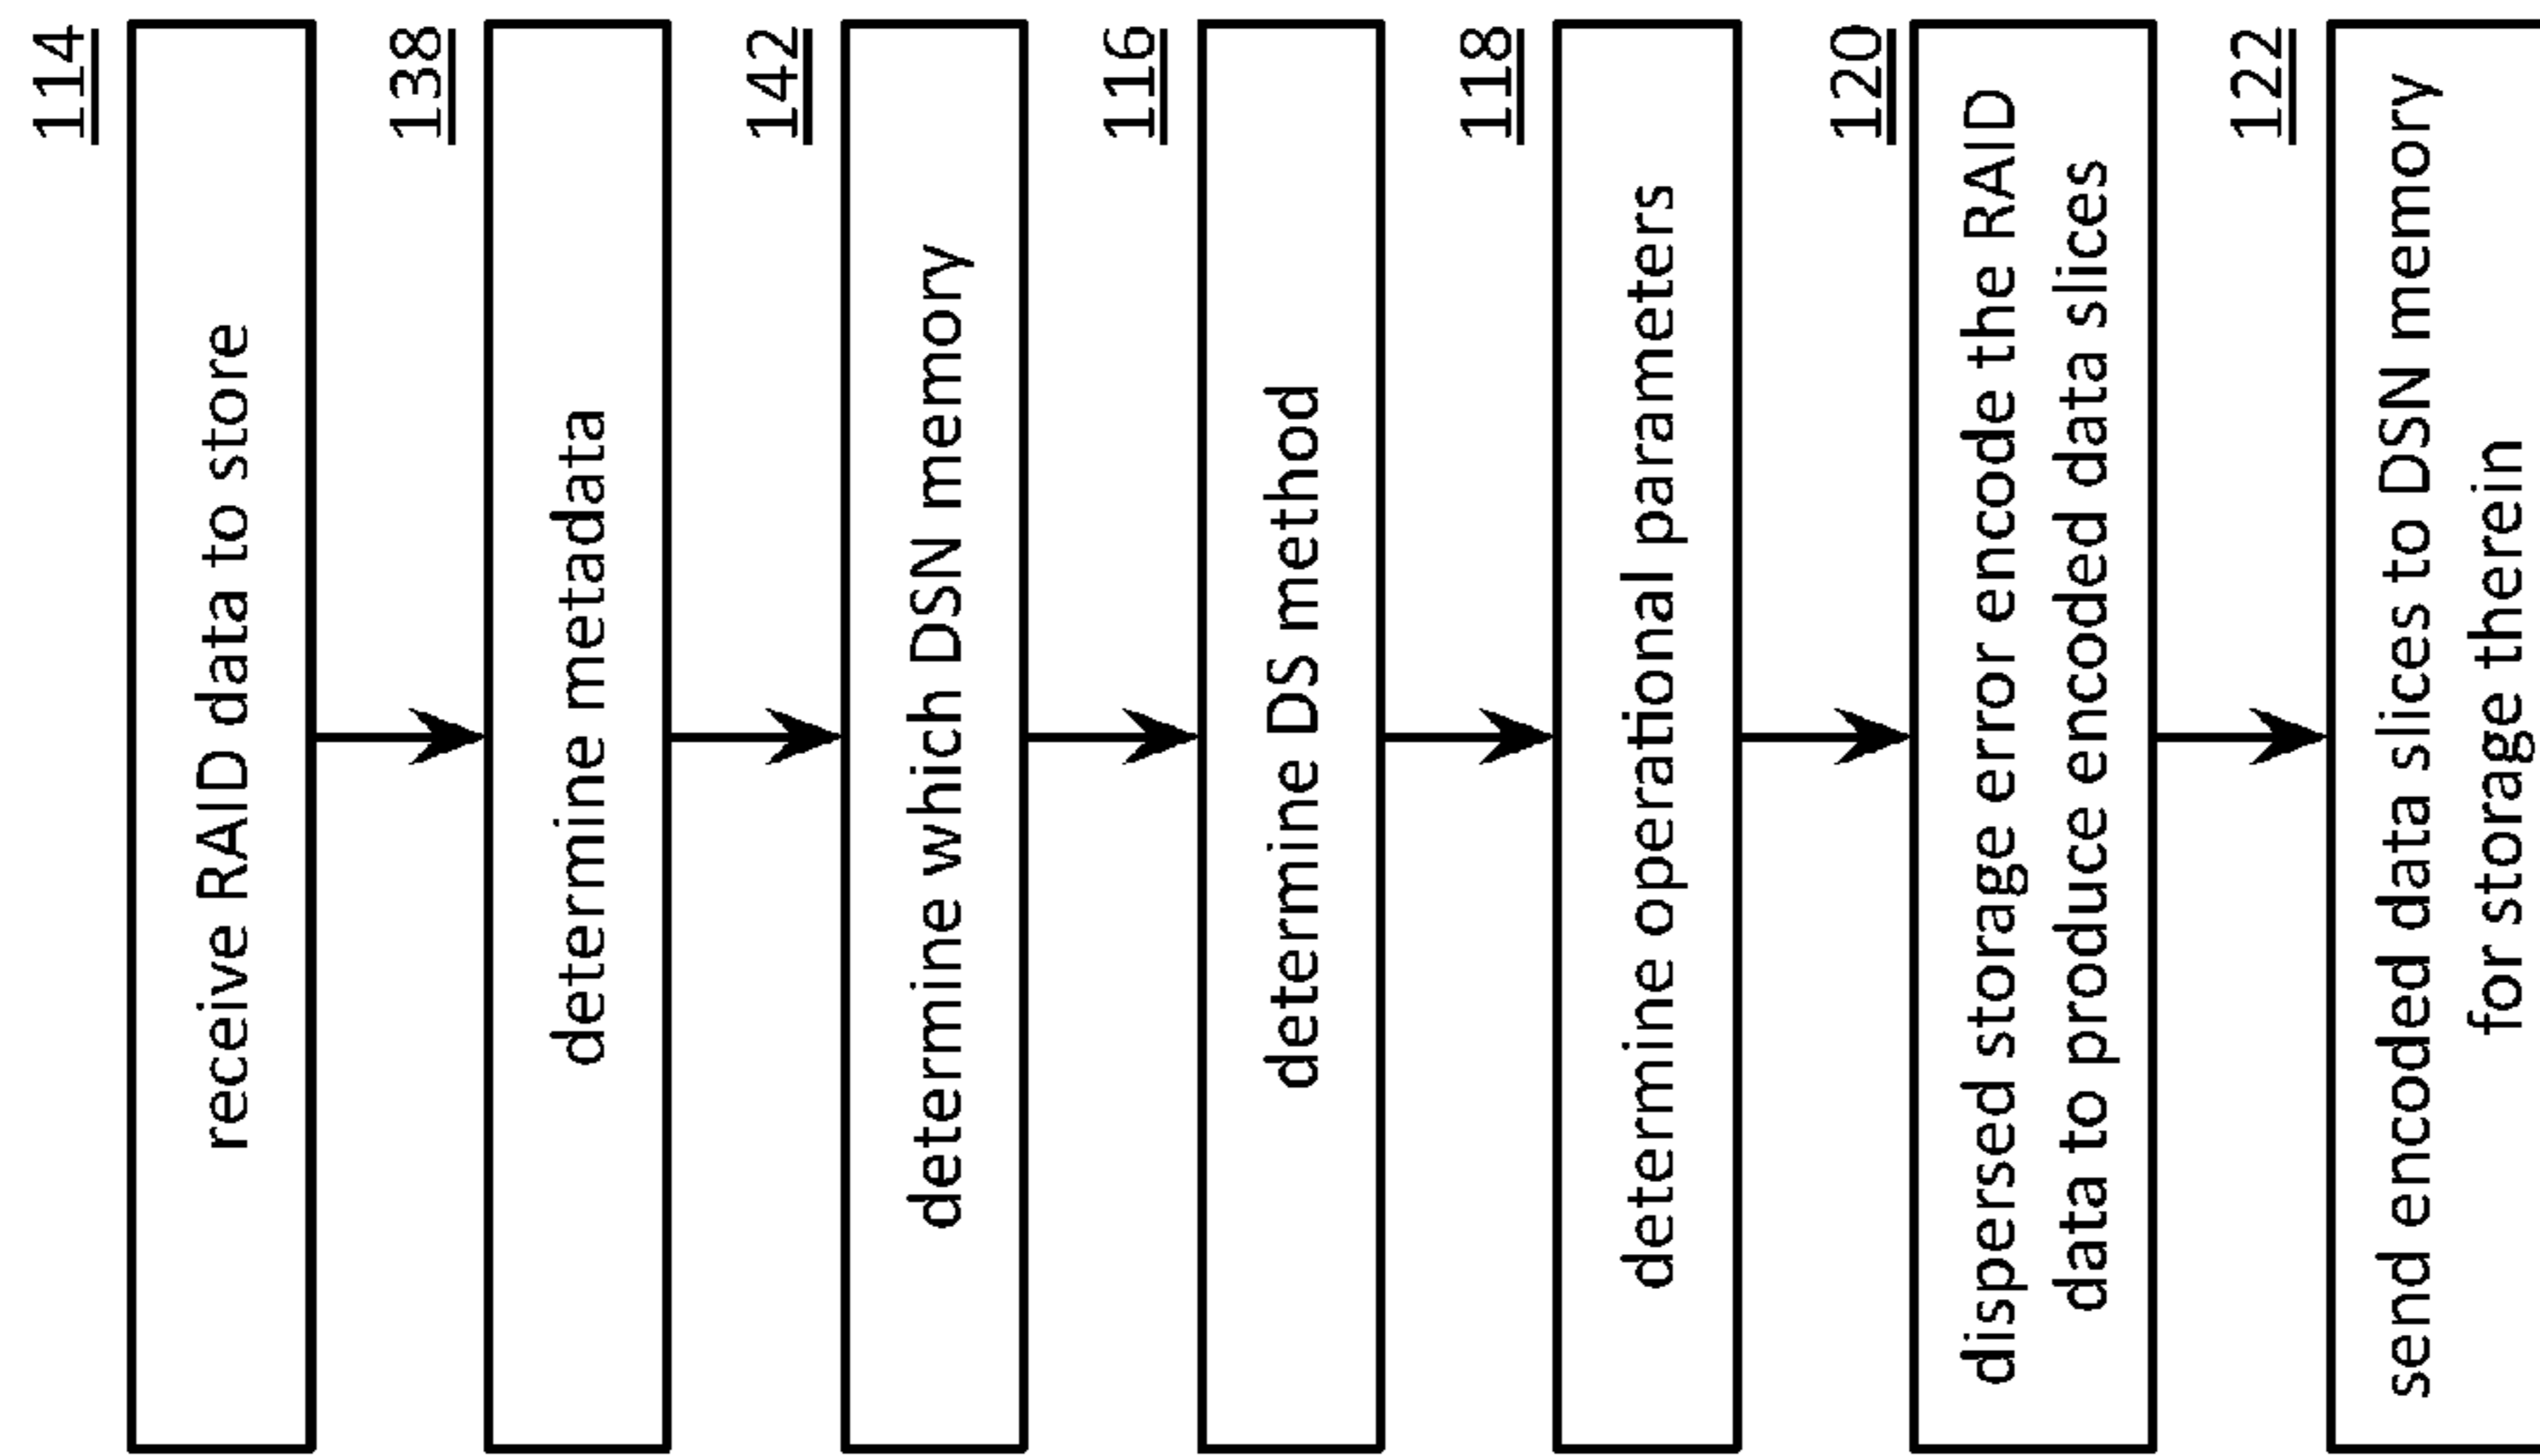 114
receive RAID data to store
138
determine metadata
142
determine which DSN memory
116
determine DS method
118
determine operational parameters
120
dispersed storage error encode the RAID
data to produce encoded data slices
122
send encoded data slices to DSN memory
for storage therein